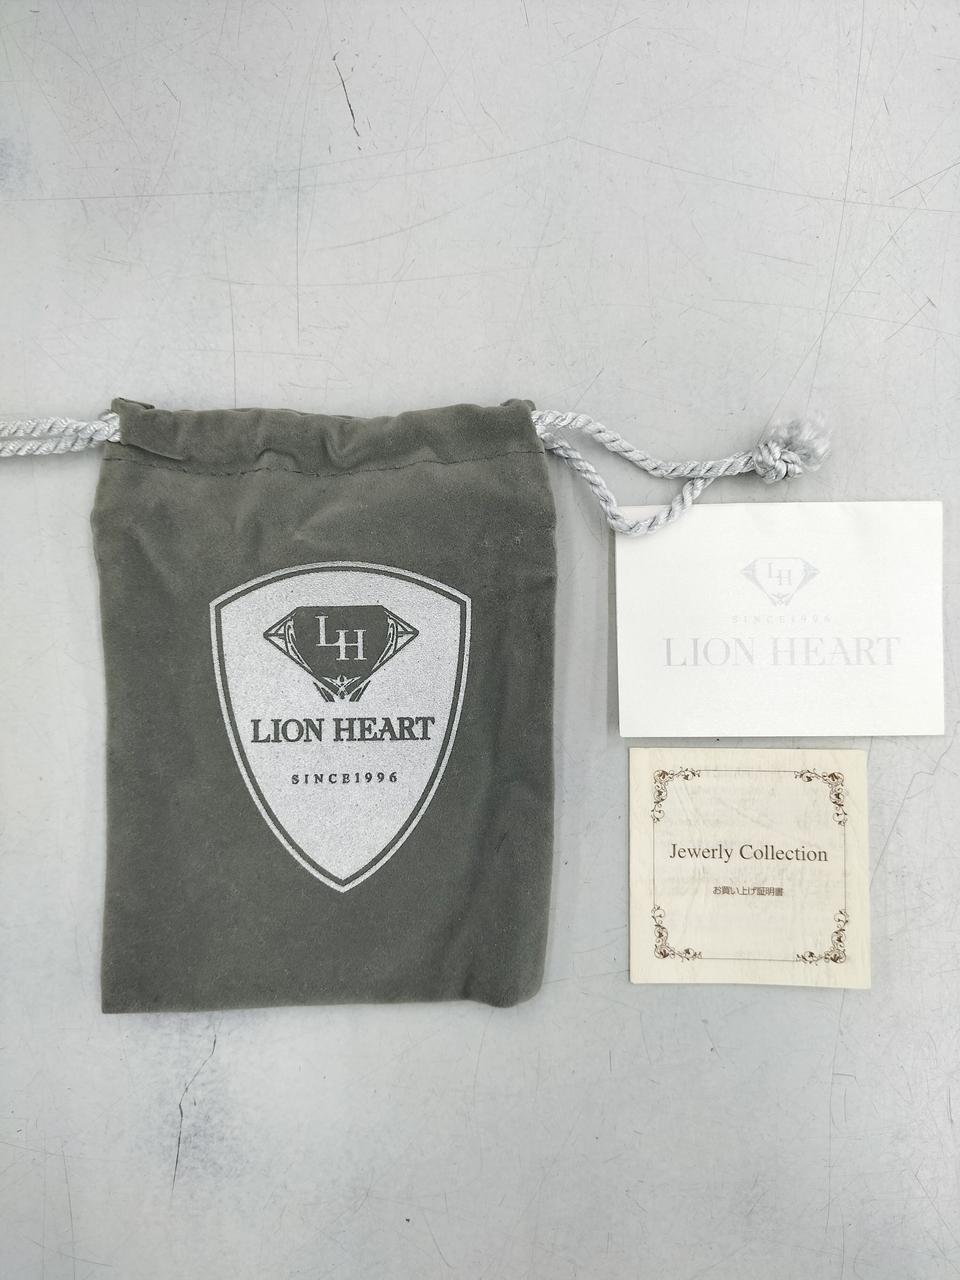 LH
LION HEART
SINCE1996
LH
SINCE1996
LION HEART
Jewerly Collection
お買い上げ証明書